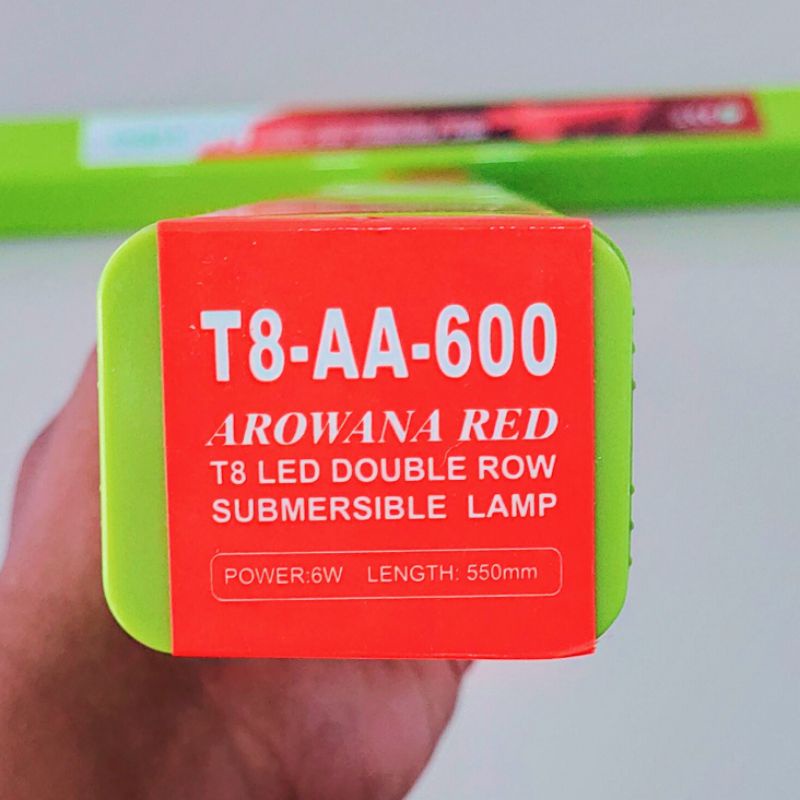 T8-AA-600
AROWANA RED
T8 LED DOUBLE ROW
SUBMERSIBLE LAMP
POWER:6W LENGTH: 550mm